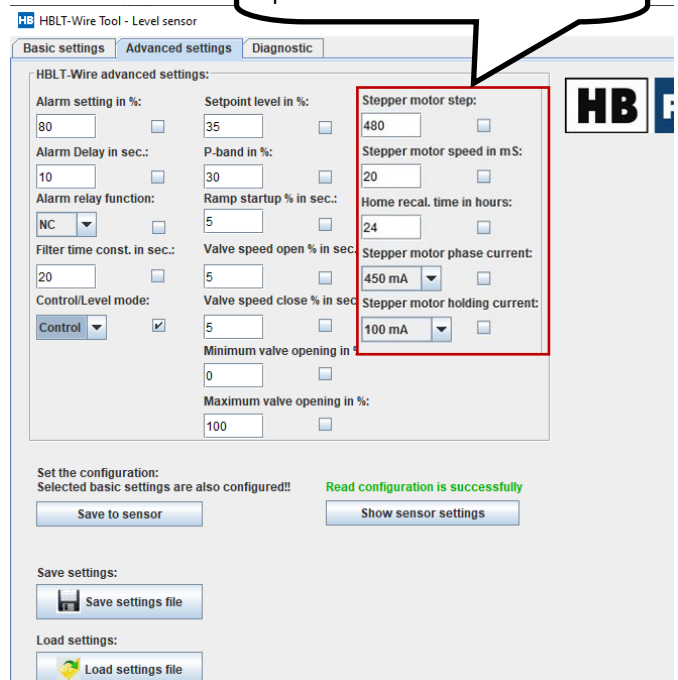 HB HBLT-Wire Tool - Level sensor
Basic settings Advanced settings Diagnostic
HBLT-Wire advanced settings:
Alarm setting in %:
80
Alarm Delay in sec.:
10
Alarm relay function:
NC
Filter time const. in sec.:
20
Control/Level mode:
Control
Setpoint level in %:
35
P-band in %:
30
Ramp startup % in sec.:
5
Valve speed open % in sec.
5
Valve speed close % in sec
5
Minimum valve opening in
0
Maximum valve opening in %:
100
Stepper motor step:
480
Stepper motor speed in mS:
20
Home recal. time in hours:
24
Stepper motor phase current:
450 mA
Stepper motor holding current:
100 mA
HB
Set the configuration:
Selected basic settings are also configured!!
Save to sensor
Read configuration is successfully
Show sensor settings
Save settings:
Save settings file
Load settings:
Load settings file